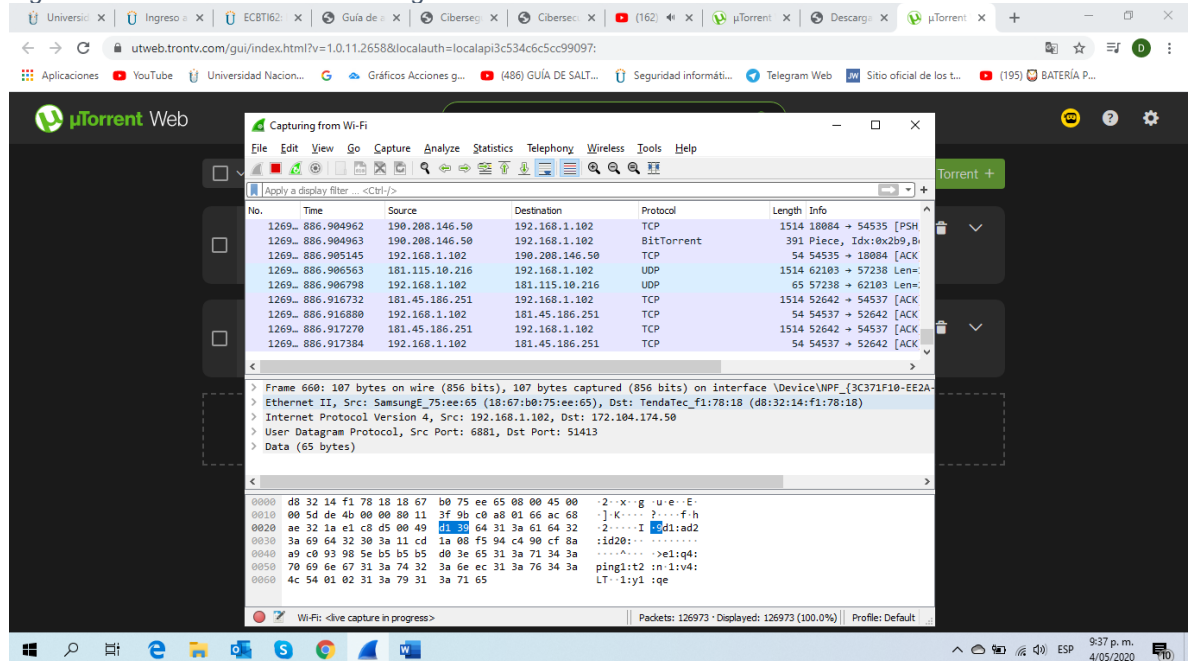 Universid Ingreso a ECBTI62: Guía de a Cibersegu Cibersec (162) µTorrent Descarga µTorrent
utweb.trontv.com/gui/index.html?v=1.0.11.2658&localauth=localapi3c534c6c5cc99097: D
Aplicaciones YouTube Universidad Nacion... Gráficos Acciones g... (486) GUÍA DE SALT... Seguridad informáti... Telegram Web Sitio oficial de los t... (195) BATERÍA P...
µTorrent Web
Capturing from Wi-Fi
File Edit View Go Capture Analyze Statistics Telephony Wireless Tools Help
Torrent +
Apply a display filter ... <Ctrl-/>
No. Time Source Destination Protocol Length Info
1269… 886.904962 190.208.146.50 192.168.1.102 TCP 1514 18084 → 54535 [PSH
1269… 886.904963 190.208.146.50 192.168.1.102 BitTorrent 391 Piece, Idx:0x2b9,B
1269… 886.905145 192.168.1.102 190.208.146.50 TCP 54 54535 → 18084 [ACK
1269… 886.906563 181.115.10.216 192.168.1.102 UDP 1514 62103 → 57238 Len=
1269… 886.906798 192.168.1.102 181.115.10.216 UDP 65 57238 → 62103 Len=
1269… 886.916732 181.45.186.251 192.168.1.102 TCP 1514 52642 → 54537 [ACK
1269… 886.916880 192.168.1.102 181.45.186.251 TCP 54 54537 → 52642 [ACK
1269… 886.917270 181.45.186.251 192.168.1.102 TCP 1514 52642 → 54537 [ACK
1269… 886.917384 192.168.1.102 181.45.186.251 TCP 54 54537 → 52642 [ACK
> Frame 660: 107 bytes on wire (856 bits), 107 bytes captured (856 bits) on interface \Device\NPF_{3C371F10-EE2A-
> Ethernet II, Src: SamsungE_75:ee:65 (18:67:b0:75:ee:65), Dst: TendaTec_f1:78:18 (d8:32:14:f1:78:18)
> Internet Protocol Version 4, Src: 192.168.1.102, Dst: 172.104.174.50
> User Datagram Protocol, Src Port: 6881, Dst Port: 51413
> Data (65 bytes)
0000 d8 32 14 f1 78 18 18 67 b0 75 ee 65 08 00 45 00 ·2··x··g ·u·e··E·
0010 00 5d de 4b 00 00 80 11 3f 9b c0 a8 01 66 ac 68 ·]·K···· ?····f·h
0020 ae 32 1a e1 c8 d5 00 49 d1 39 64 31 3a 61 64 32 ·2·····I ·9d1:ad2
0030 3a 69 64 32 30 3a 11 cd 1a 08 f5 94 c4 90 cf 8a :id20:·· ········
0040 a9 c0 93 98 5e b5 b5 b5 d0 3e 65 31 3a 71 34 3a ····^··· ·>e1:q4:
0050 70 69 6e 67 31 3a 74 32 3a 6e ec 31 3a 76 34 3a ping1:t2 :n·1:v4:
0060 4c 54 01 02 31 3a 79 31 3a 71 65 LT··1:y1 :qe
Wi-Fi: <live capture in progress> Packets: 126973 · Displayed: 126973 (100.0%) Profile: Default
ESP 9:37 p. m.
4/05/2020